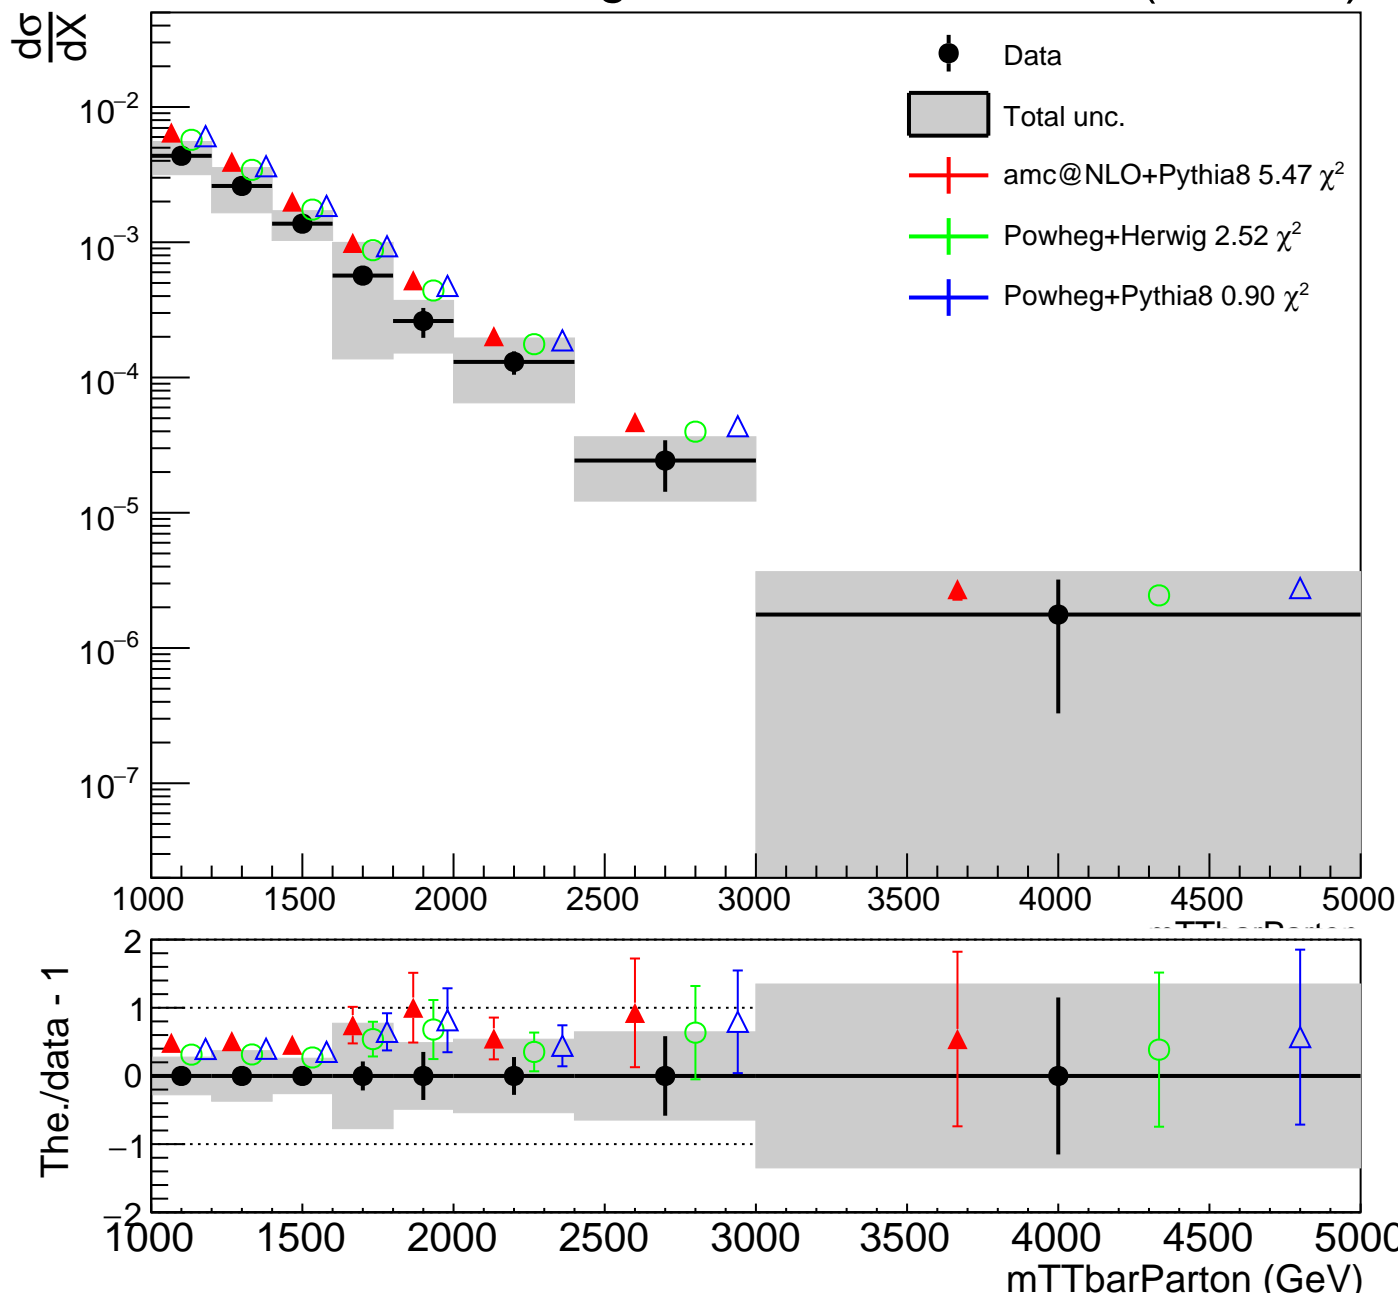 dσ
dX
Data
Total unc.
amc@NLO+Pythia8 5.47 χ²
Powheg+Herwig 2.52 χ²
Powheg+Pythia8 0.90 χ²
10⁻²
10⁻³
10⁻⁴
10⁻⁵
10⁻⁶
10⁻⁷
1000 1500 2000 2500 3000 3500 4000 4500 5000
mTTbarParton
The./data - 1
2
1
0
−1
−2
1000 1500 2000 2500 3000 3500 4000 4500 5000
mTTbarParton (GeV)